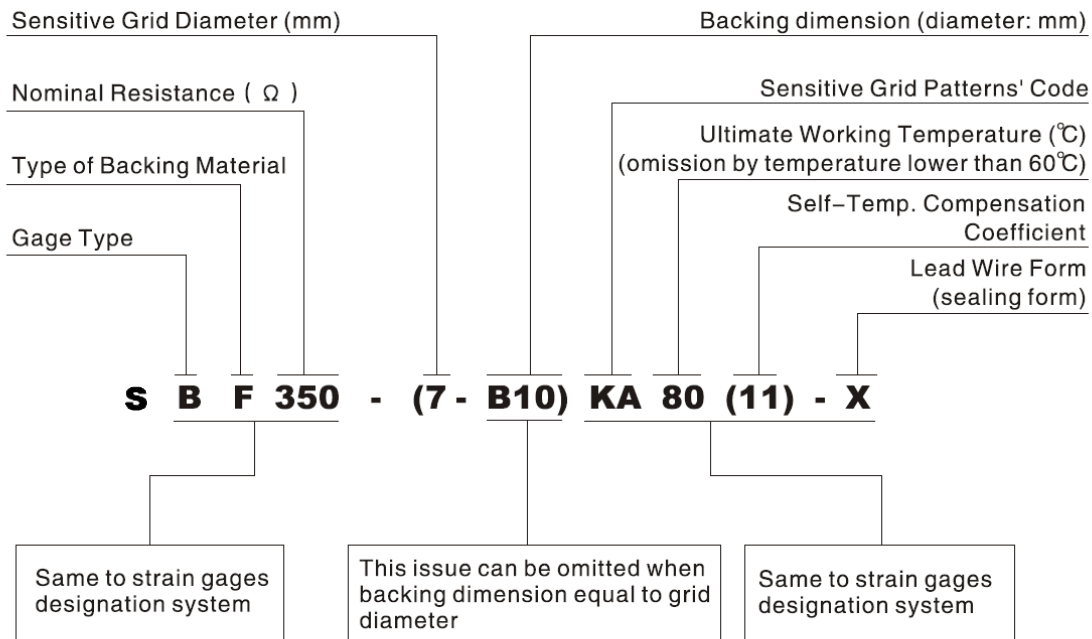 Sensitive Grid Diameter (mm)
Backing dimension (diameter: mm)
Nominal Resistance ( Ω )
Sensitive Grid Patterns' Code
Type of Backing Material
Ultimate Working Temperature (℃)
(omission by temperature lower than 60℃)
Gage Type
Self-Temp. Compensation
Coefficient
Lead Wire Form
(sealing form)
S B F 350 - (7 - B10) KA 80 (11) - X
Same to strain gages
designation system
This issue can be omitted when
backing dimension equal to grid
diameter
Same to strain gages
designation system